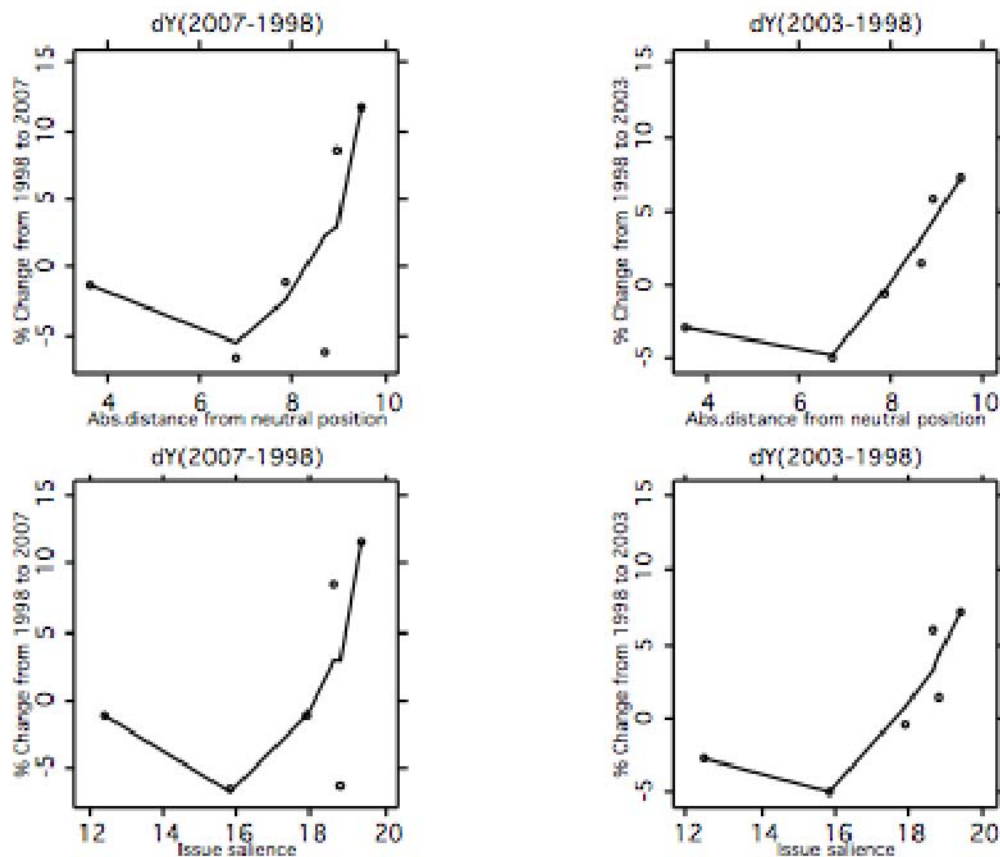 dY(2007-1998)
% Change from 1998 to 2007
15
10
5
0
-5
4 6 8 10
Abs.distance from neutral position
dY(2003-1998)
% Change from 1998 to 2003
15
10
5
0
-5
4 6 8 10
Abs.distance from neutral position
dY(2007-1998)
% Change from 1998 to 2007
15
10
5
0
-5
12 14 16 18 20
Issue salience
dY(2003-1998)
% Change from 1998 to 2003
15
10
5
0
-5
12 14 16 18 20
Issue salience